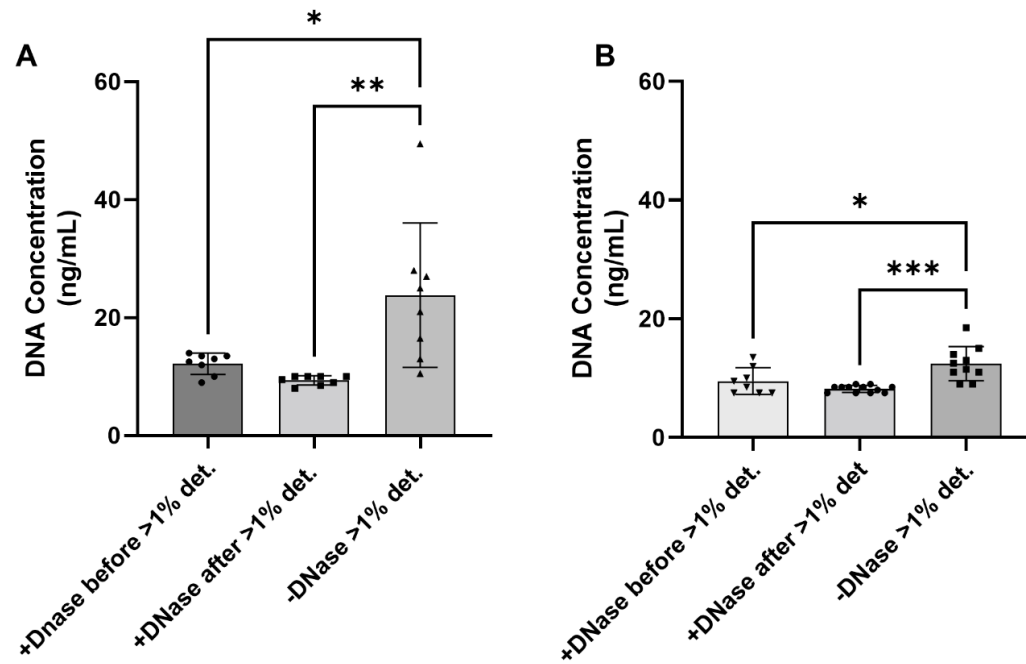 A
*
**
60
40
20
0
DNA Concentration
(ng/mL)
+Dnase before >1% det.
+DNase after >1% det.
-DNase >1% det.
B
*
***
60
40
20
0
DNA Concentration
(ng/mL)
+DNase before >1% det.
+DNase after >1% det
-DNase >1% det.